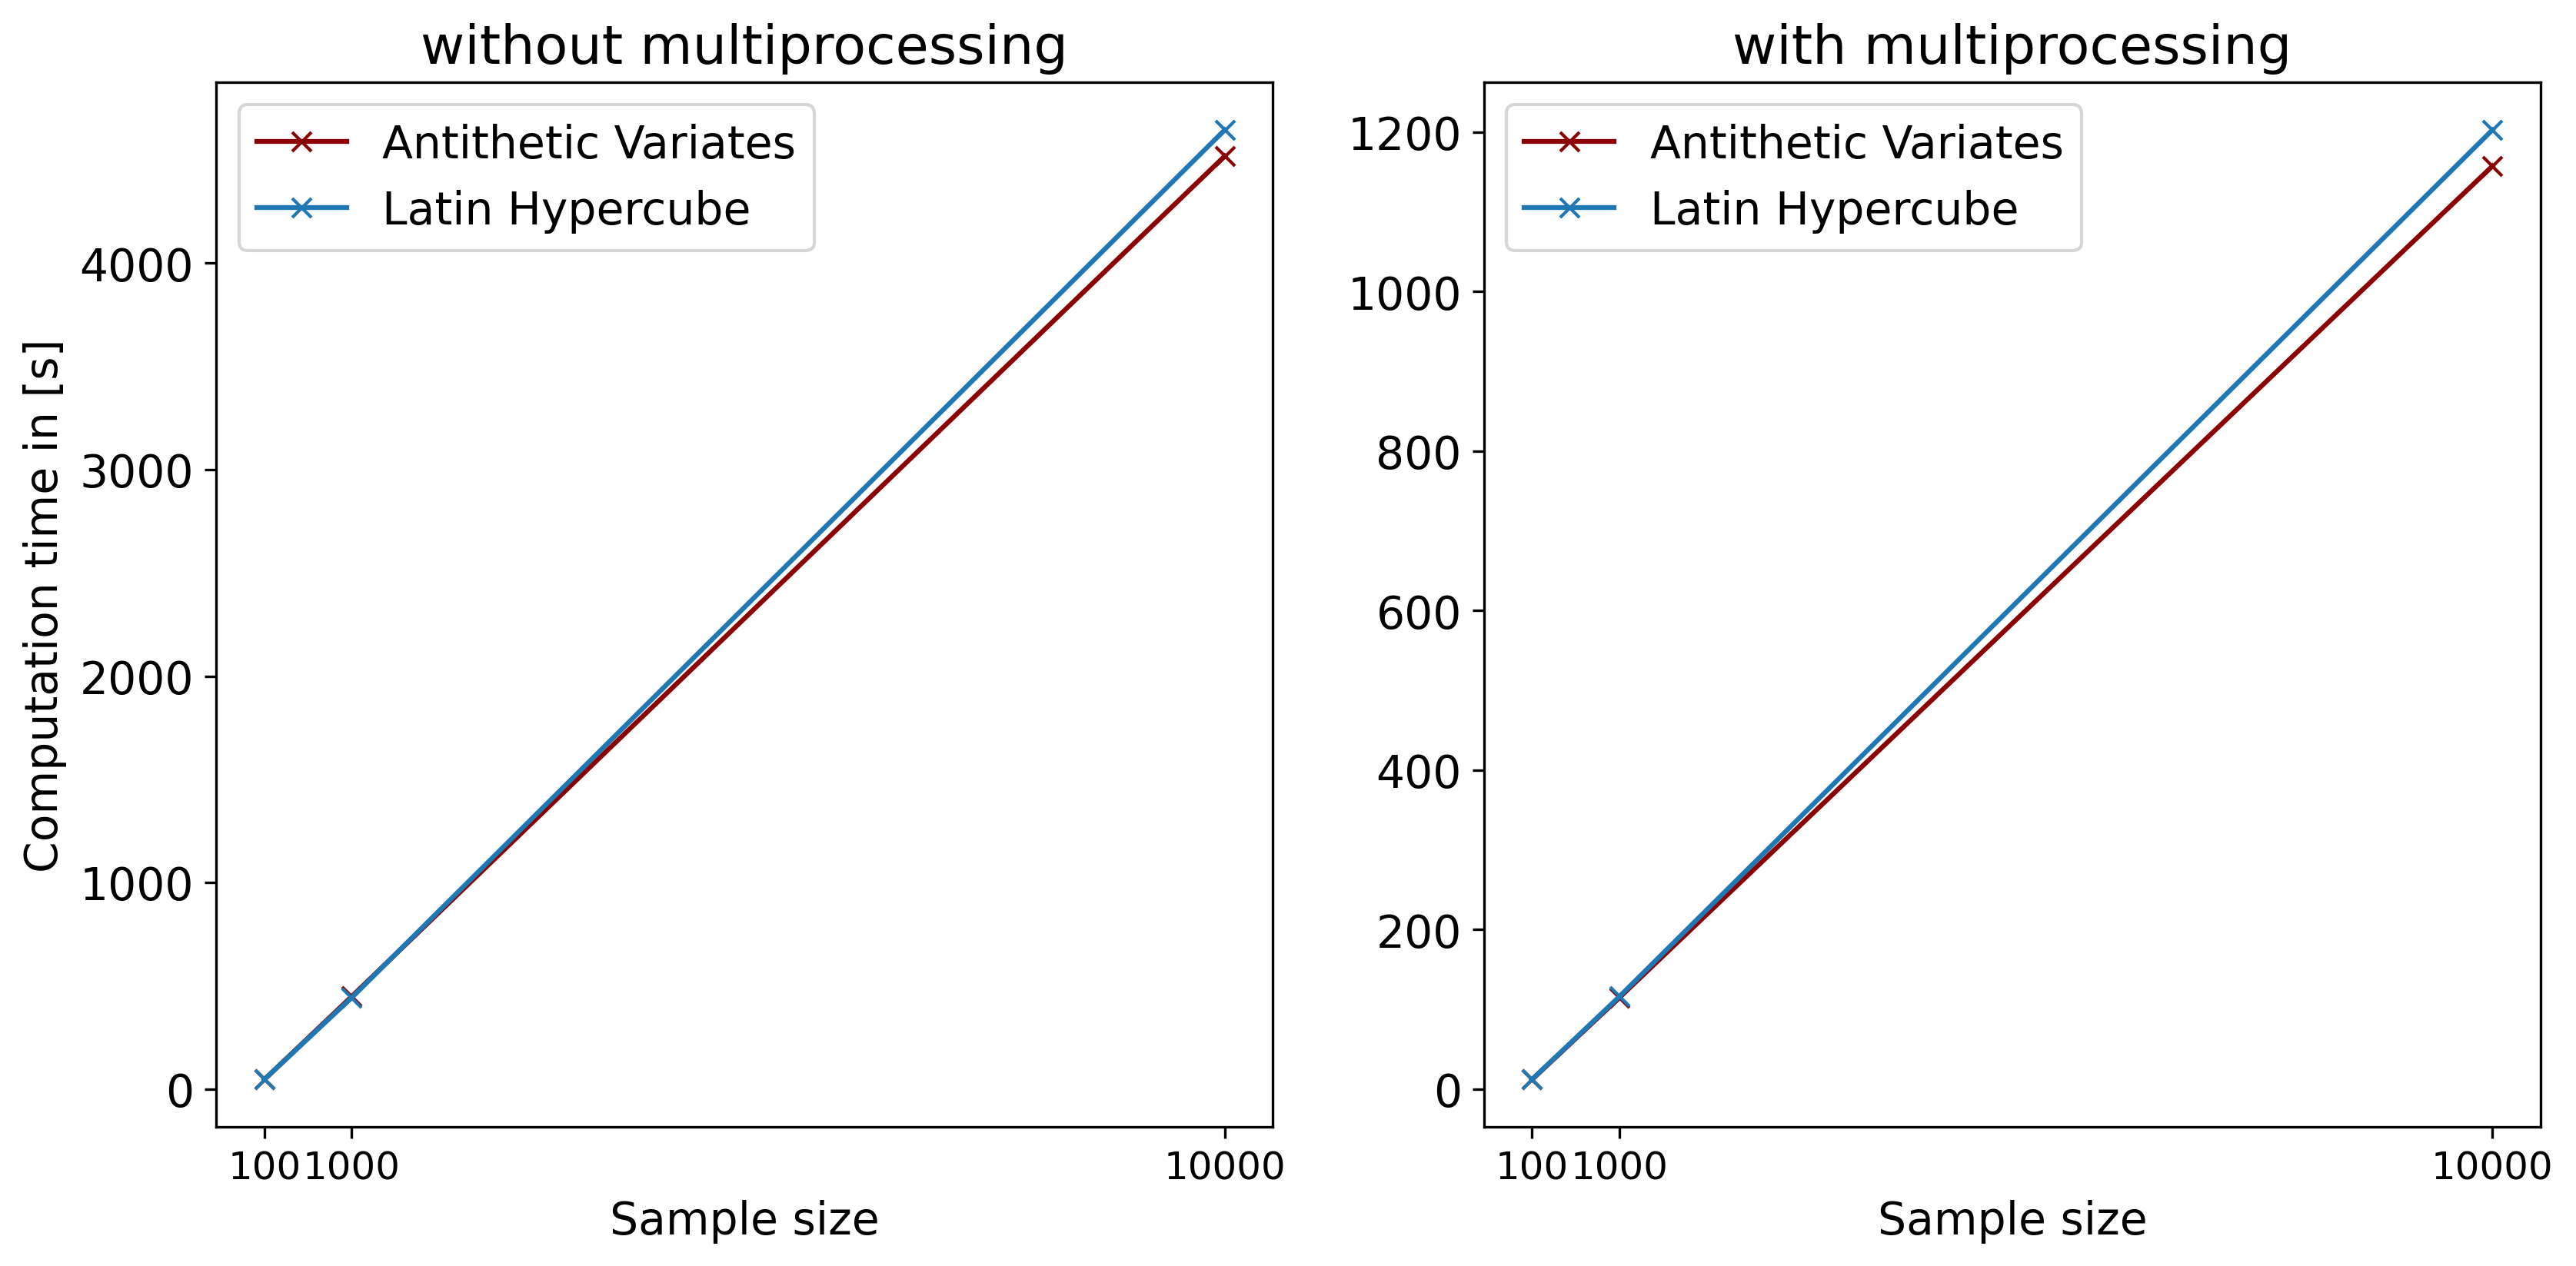 without multiprocessing
Antithetic Variates
Latin Hypercube
4000
3000
2000
1000
0
Computation time in [s]
100 1000 10000
Sample size
with multiprocessing
Antithetic Variates
Latin Hypercube
1200
1000
800
600
400
200
0
100 1000 10000
Sample size